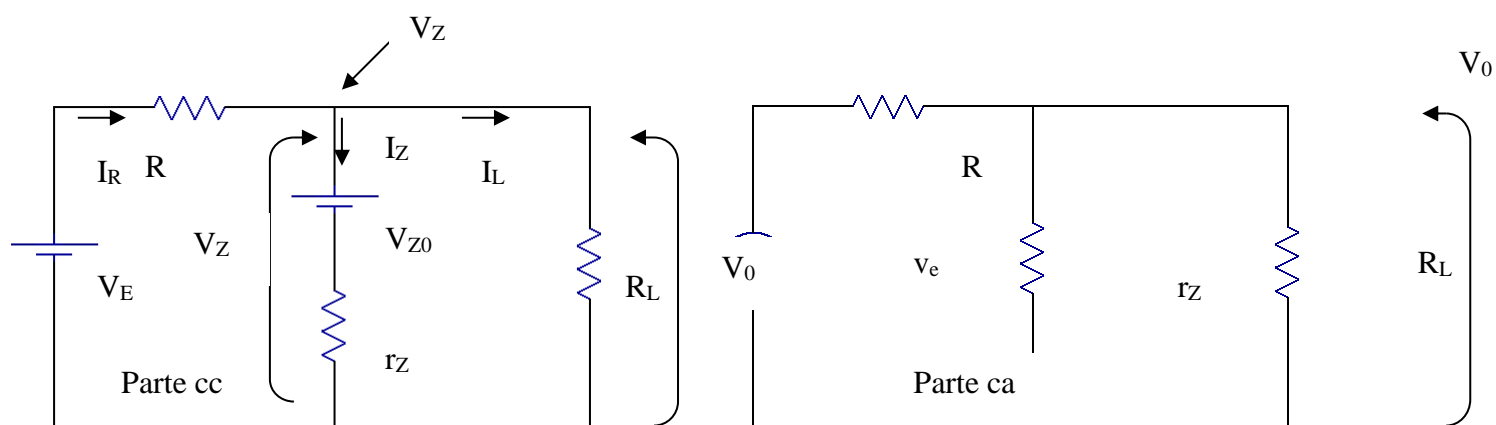 V_Z
I_R R
I_Z
I_L
V_Z
V_Z0
V_E
R_L
r_Z
Parte cc
V_0
R
V_0
v_e
r_Z
R_L
Parte ca